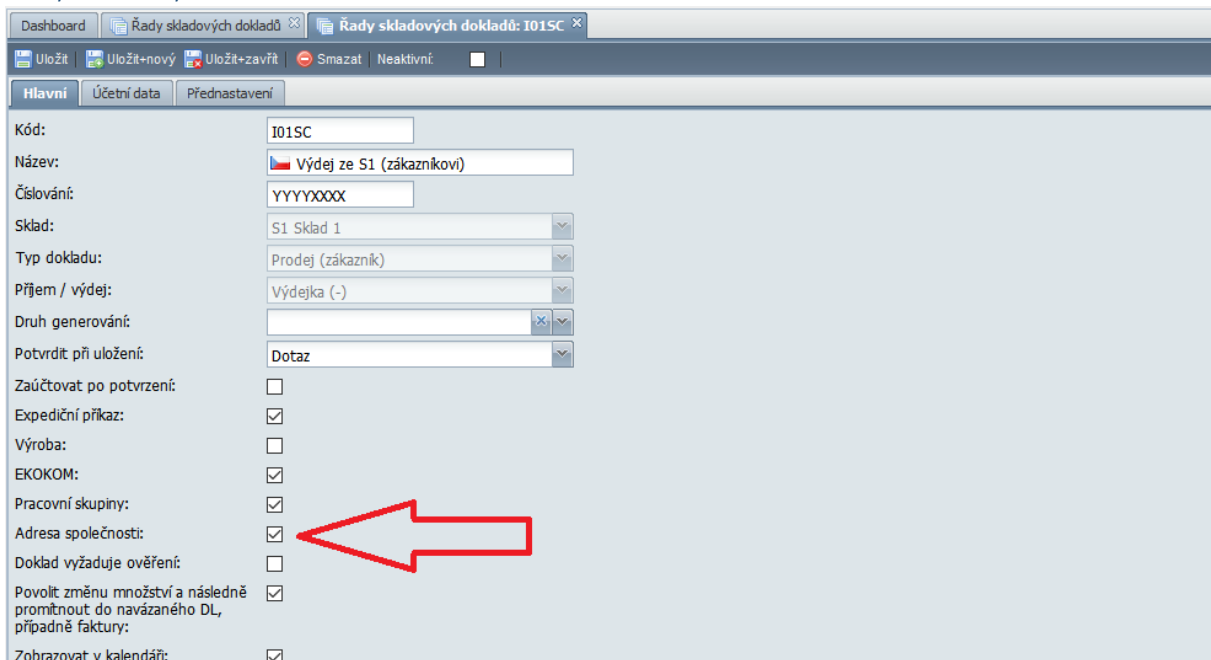 Dashboard Řady skladových dokladů Řady skladových dokladů: I01SC
Uložit Uložit+nový Uložit+zavřít Smazat Neaktivní:
Hlavní Účetní data Přednastavení
Kód: I01SC
Název: Výdej ze S1 (zákazníkovi)
Číslování: YYYYXXXX
Sklad: S1 Sklad 1
Typ dokladu: Prodej (zákazník)
Příjem / výdej: Výdejka (-)
Druh generování:
Potvrdit při uložení: Dotaz
Zaúčtovat po potvrzení:
Expediční příkaz:
Výroba:
EKOKOM:
Pracovní skupiny:
Adresa společnosti:
Doklad vyžaduje ověření:
Povolit změnu množství a následně
promítnout do navázaného DL,
případně faktury:
Zobrazovat v kalendáři: